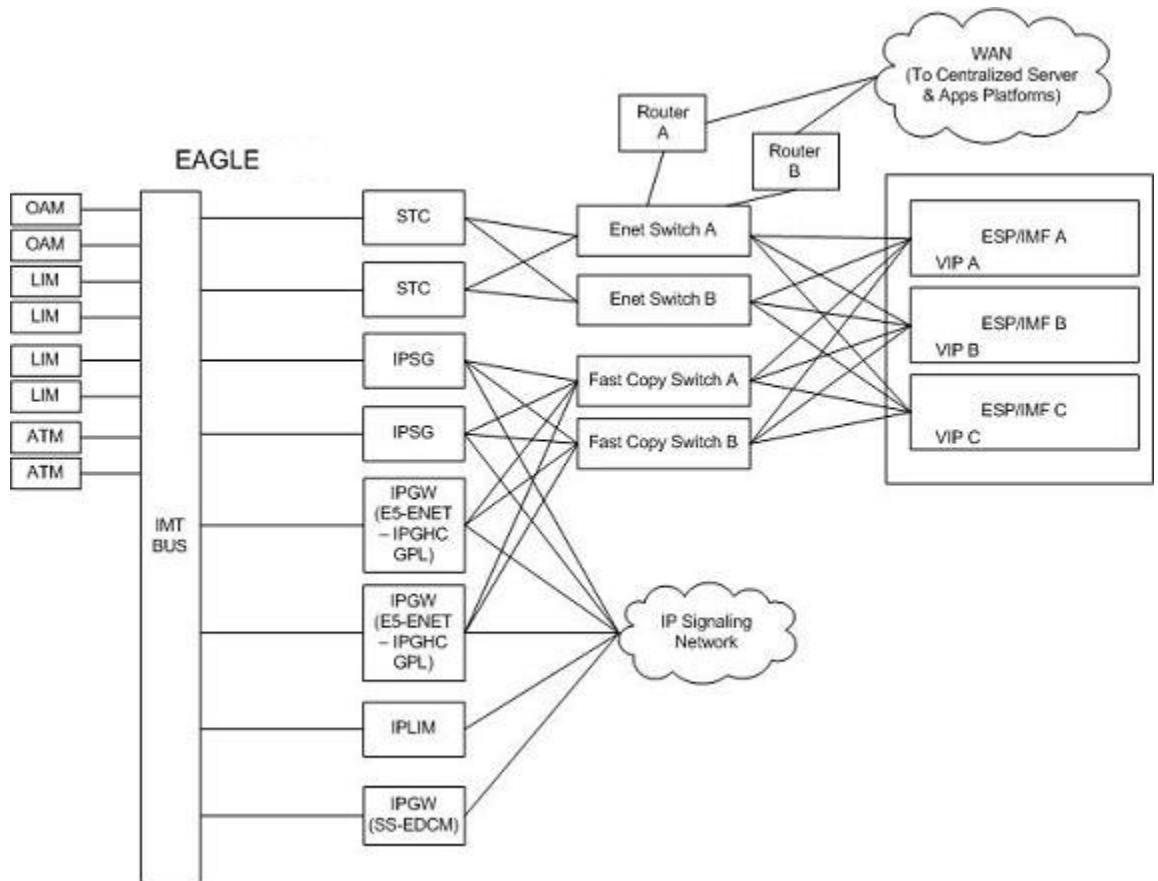 WAN
(To Centralized Server
& Apps Platforms)
Router
A
Router
B
EAGLE
OAM
OAM
LIM
LIM
LIM
LIM
ATM
ATM
IMT
BUS
STC
STC
IPSG
IPSG
IPGW
(E5-ENET
– IPGHC
GPL)
IPGW
(E5-ENET
– IPGHC
GPL)
IPLIM
IPGW
(SS-EDCM)
Enet Switch A
Enet Switch B
Fast Copy Switch A
Fast Copy Switch B
IP Signaling
Network
ESP/IMF A
VIP A
ESP/IMF B
VIP B
ESP/IMF C
VIP C